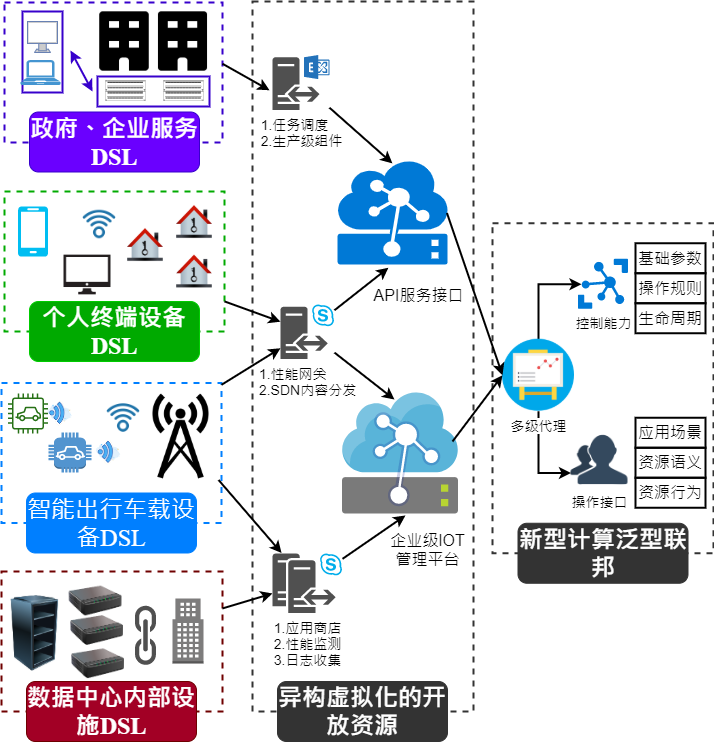 政府、企业服务
DSL
个人终端设备
DSL
智能出行车载设
备DSL
数据中心内部设
施DSL
E
1.任务调度
2.生产级组件
API服务接口
S
1.性能网关
2.SDN内容分发
企业级IOT
管理平台
S
1.应用商店
2.性能监测
3.日志收集
异构虚拟化的开
放资源
基础参数
操作规则
生命周期
控制能力
多级代理
应用场景
资源语义
资源行为
操作接口
新型计算泛型联
邦